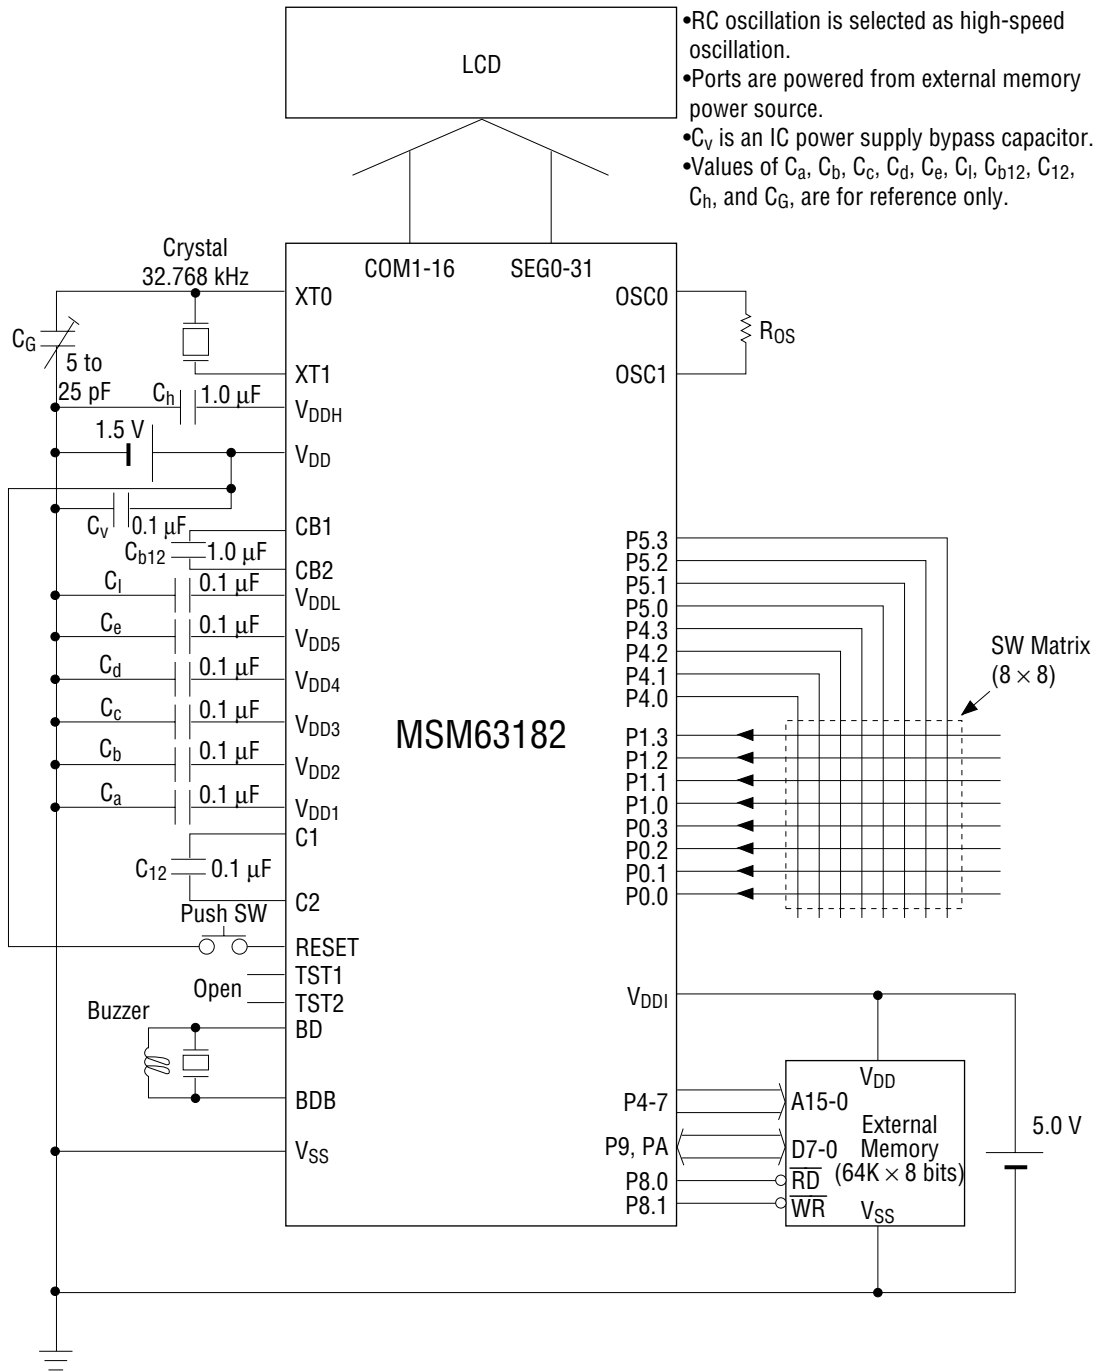 LCD
•RC oscillation is selected as high-speed
oscillation.
•Ports are powered from external memory
power source.
•Cv is an IC power supply bypass capacitor.
•Values of Ca, Cb, Cc, Cd, Ce, Cl, Cb12, C12,
Ch, and CG, are for reference only.
COM1-16
SEG0-31
Crystal
32.768 kHz
XT0
XT1
CG
5 to
25 pF
Ch
1.0 µF
VDDH
1.5 V
VDD
Cv
0.1 µF
CB1
Cb12
1.0 µF
CB2
Cl
0.1 µF
VDDL
Ce
0.1 µF
VDD5
Cd
0.1 µF
VDD4
Cc
0.1 µF
VDD3
Cb
0.1 µF
VDD2
Ca
0.1 µF
VDD1
C1
C12
0.1 µF
C2
Push SW
RESET
TST1
Open
TST2
Buzzer
BD
BDB
VSS
MSM63182
OSC0
ROS
OSC1
P5.3
P5.2
P5.1
P5.0
P4.3
P4.2
P4.1
P4.0
SW Matrix
(8 × 8)
P1.3
P1.2
P1.1
P1.0
P0.3
P0.2
P0.1
P0.0
VDDI
VDD
P4-7
A15-0
External
Memory
(64K × 8 bits)
P9, PA
D7-0
P8.0
RD
P8.1
WR
VSS
5.0 V